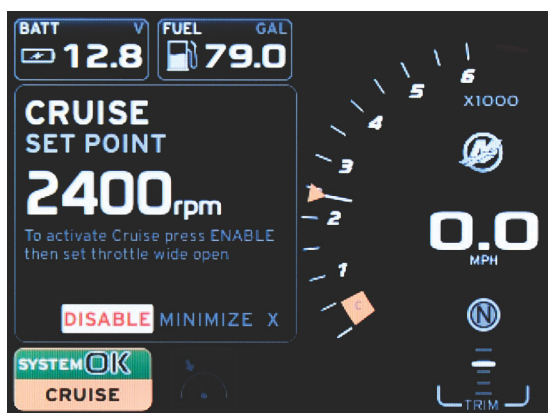 BATT V
12.8
FUEL GAL
79.0
CRUISE
SET POINT
2400rpm
To activate Cruise press ENABLE
then set throttle wide open
DISABLE MINIMIZE X
SYSTEM OK
CRUISE
6
5
4
3
2
1
C
X1000
M
0.0
MPH
N
TRIM